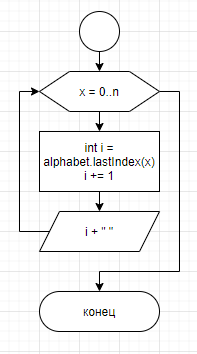 x = 0..n
int i =
alphabet.lastIndex(x)
i += 1
i + " "
конец